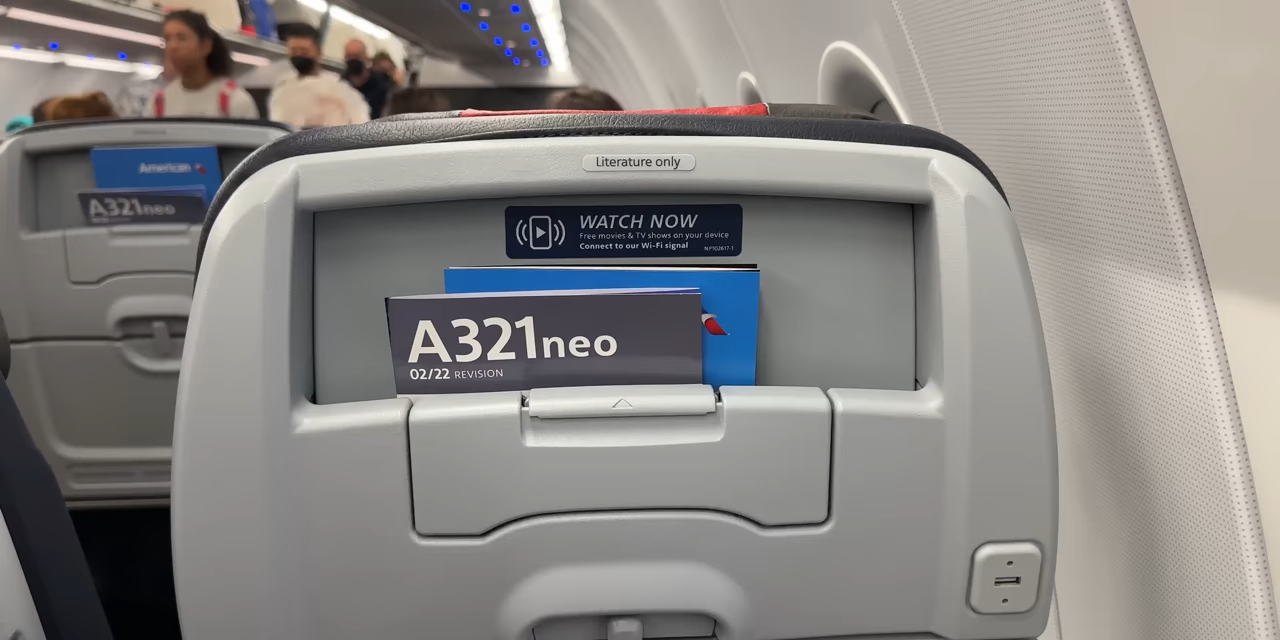 Literature only
WATCH NOW
Free movies & TV shows on your device
Connect to our Wi-Fi signal
A321neo
02/22 REVISION
American
A321neo